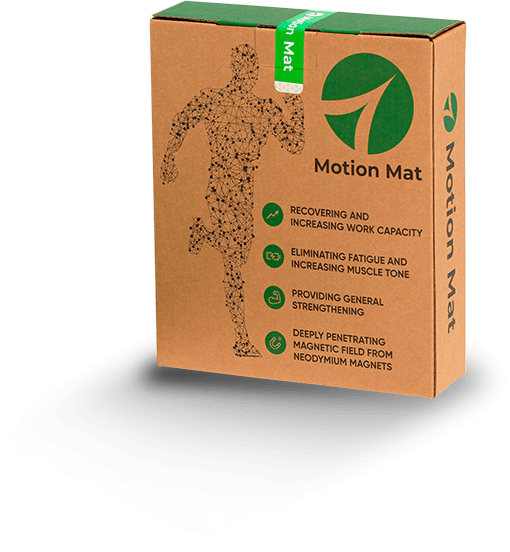 Motion Mat
Motion Mat
RECOVERING AND
INCREASING WORK CAPACITY
ELIMINATING FATIGUE AND
INCREASING MUSCLE TONE
PROVIDING GENERAL
STRENGTHENING
DEEPLY PENETRATING
MAGNETIC FIELD FROM
NEODYMIUM MAGNETS
Motion Mat